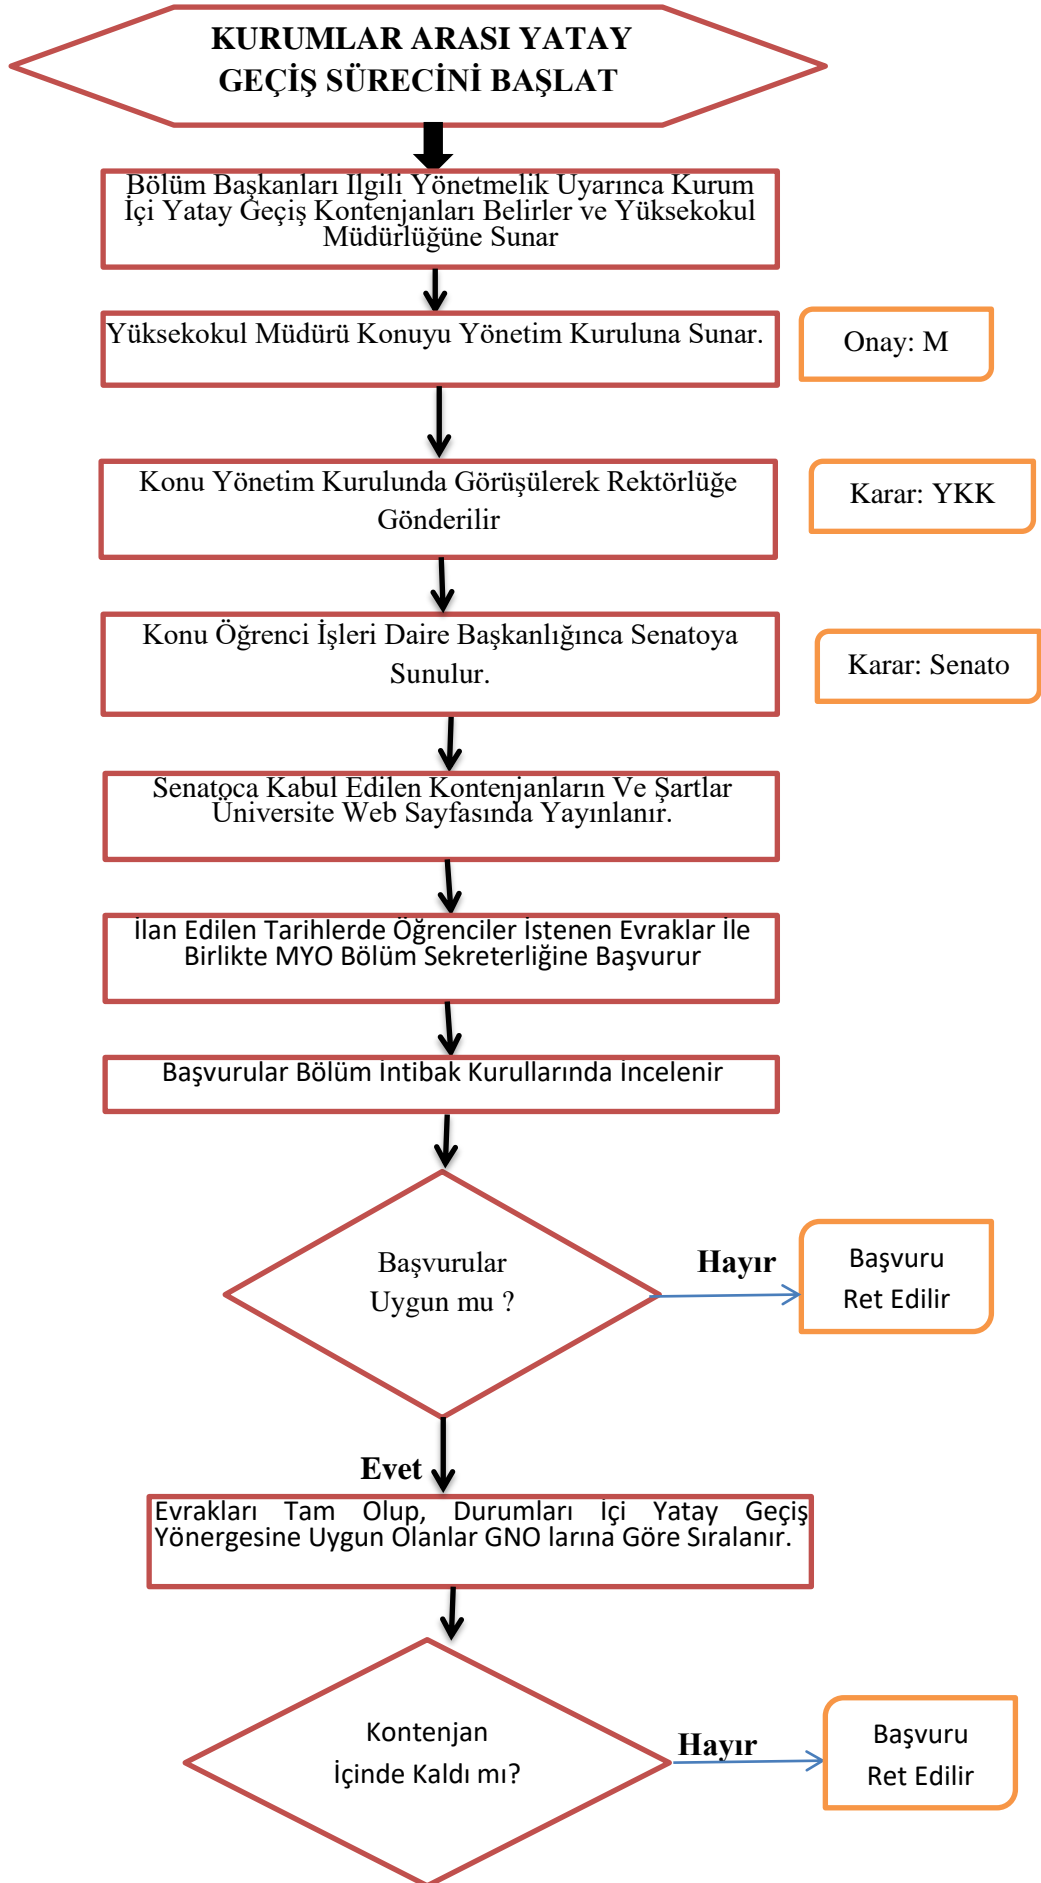 KURUMLAR ARASI YATAY
GEÇİŞ SÜRECİNİ BAŞLAT
Bölüm Başkanları Ilgili Yönetmelik Uyarınca Kurum
İçi Yatay Geçiş Kontenjanları Belirler ve Yüksekokul
Müdürlüğüne Sunar
Yüksekokul Müdürü Konuyu Yönetim Kuruluna Sunar.
Onay: M
Konu Yönetim Kurulunda Görüşülerek Rektörlüğe
Gönderilir
Karar: YKK
Konu Öğrenci İşleri Daire Başkanlığınca Senatoya
Sunulur.
Karar: Senato
Senatoca Kabul Edilen Kontenjanların Ve Şartlar
Üniversite Web Sayfasında Yayınlanır.
İlan Edilen Tarihlerde Öğrenciler İstenen Evraklar İle
Birlikte MYO Bölüm Sekreterliğine Başvurur
Başvurular Bölüm İntibak Kurullarında İncelenir
Başvurular
Uygun mu ?
Hayır
Başvuru
Ret Edilir
Evet
Evrakları Tam Olup, Durumları İçi Yatay Geçiş
Yönergesine Uygun Olanlar GNO larına Göre Sıralanır.
Kontenjan
İçinde Kaldı mı?
Hayır
Başvuru
Ret Edilir